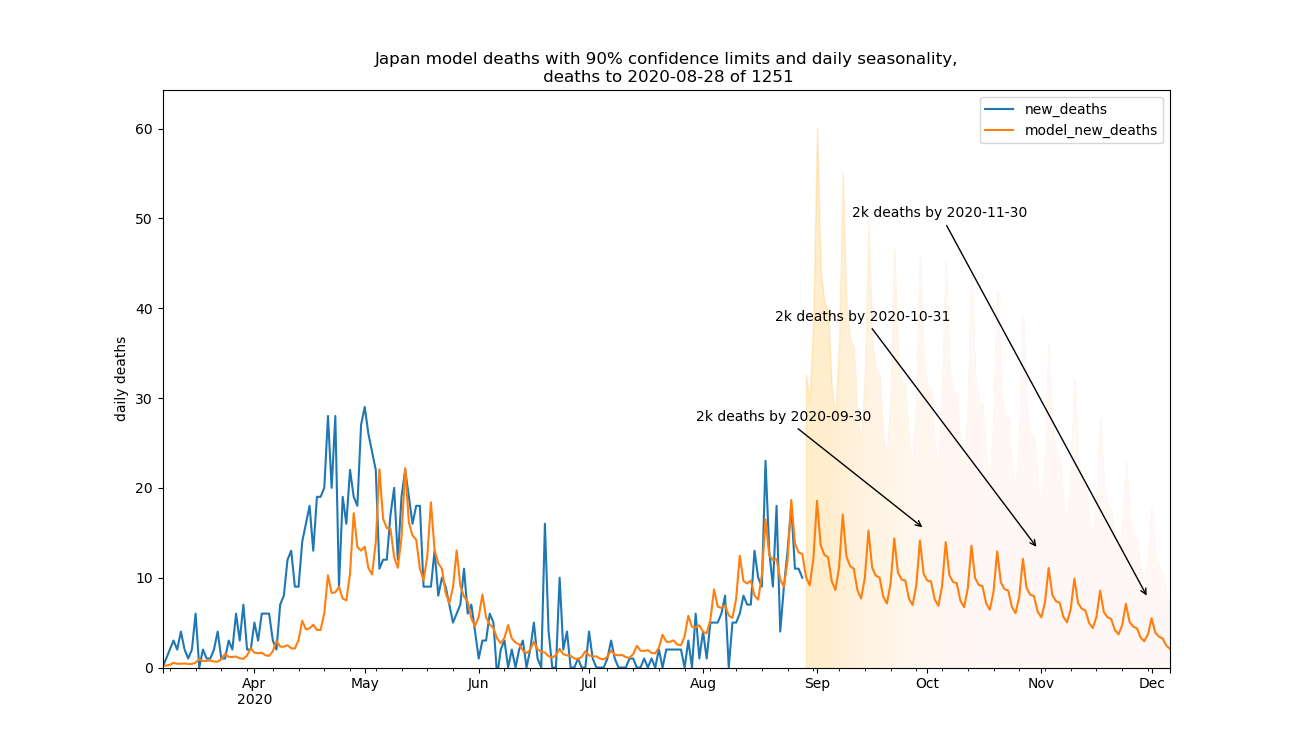 Japan model deaths with 90% confidence limits and daily seasonality,
deaths to 2020-08-28 of 1251
new_deaths
model_new_deaths
60
50
40
30
20
10
0
daily deaths
2k deaths by 2020-11-30
2k deaths by 2020-10-31
2k deaths by 2020-09-30
Apr
2020
May
Jun
Jul
Aug
Sep
Oct
Nov
Dec